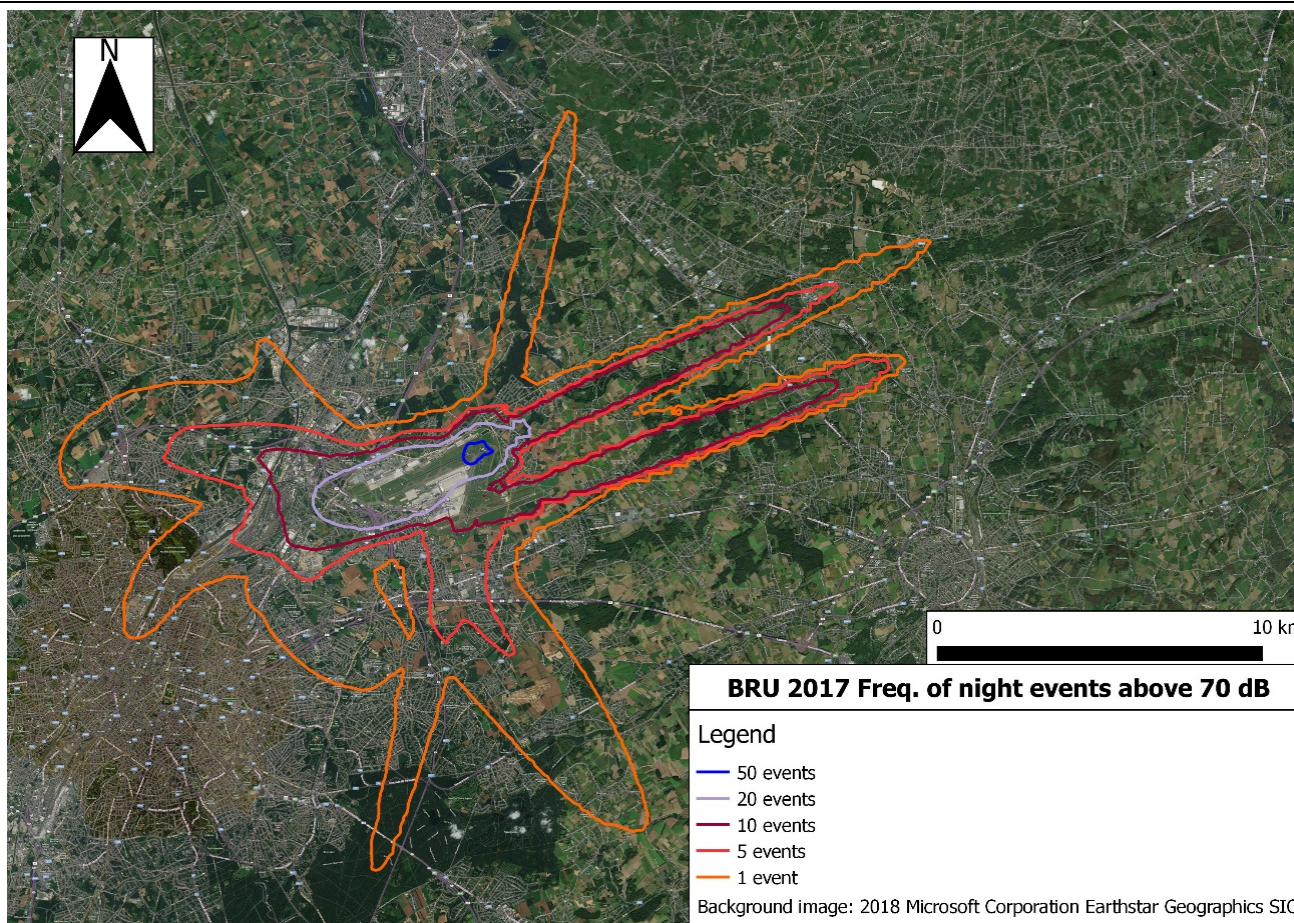 N
0 10 km
BRU 2017 Freq. of night events above 70 dB
Legend
50 events
20 events
10 events
5 events
1 event
Background image: 2018 Microsoft Corporation Earthstar Geographics SIO